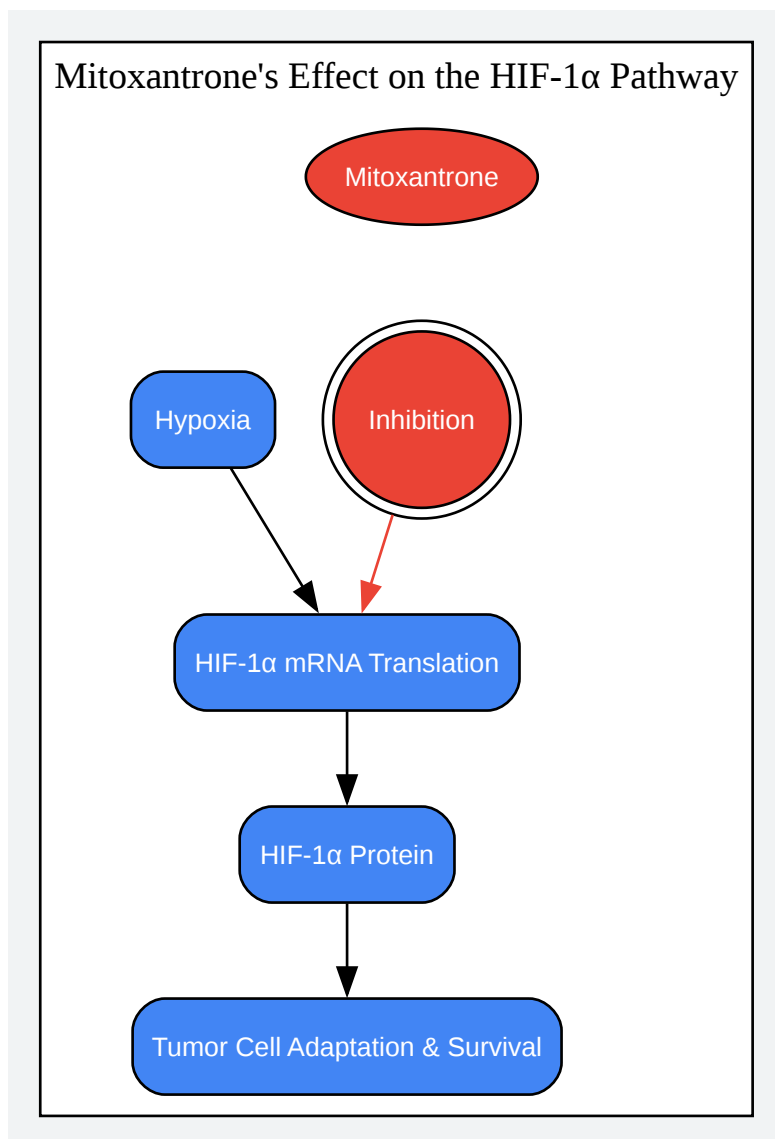 Mitoxantrone's Effect on the HIF-1α Pathway
Mitoxantrone
Hypoxia
Inhibition
HIF-1α mRNA Translation
HIF-1α Protein
Tumor Cell Adaptation & Survival